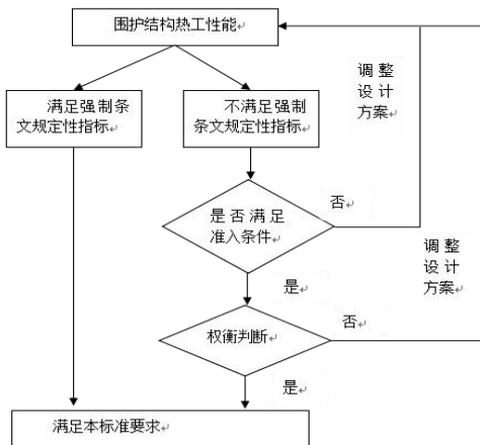 围护结构热工性能
调 整
设 计
方案
满足强制条
文规定性指标
不满足强制
条文规定性指标
是 否 满 足
准入条件
否
调 整
设 计
方案
是
权衡判断
否
是
满足本标准要求